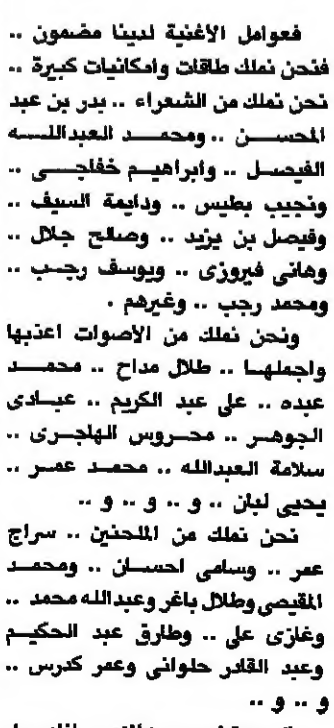 فعوامل الأغنية لدينا مضمون ..
فنحن نملك طاقات وامكانيات كبيرة ..
نحن نملك من الشعراء .. بدر بن عبد
المحسن .. ومحمد العبدالله
الفيصل .. وابراهيم خفاجى ..
ونجيب بطيس .. ودايمة السيف ..
وفيصل بن يزيد .. وصالح جلال ..
وهانى فيروزى .. ويوسف رجب ..
ومحمد رجب .. وغيرهم .
ونحن نملك من الأصوات اعذبها
واجملها .. طلال مداح .. محمد
عبده .. على عبد الكريم .. عبادى
الجوهر .. محروس الهاجرى ..
سلامة العبدالله .. محمد عمر ..
يحيى لبان .. و .. و .. و ..
نحن نملك من الملحنين .. سراج
عمر .. وسامى احسان .. ومحمد
المقيصى وطلال باغر وعبدالله محمد ..
وغازى على .. وطارق عبد الحكيم
وعبد القادر حلوانى وعمر كدرس ..
و .. و ..